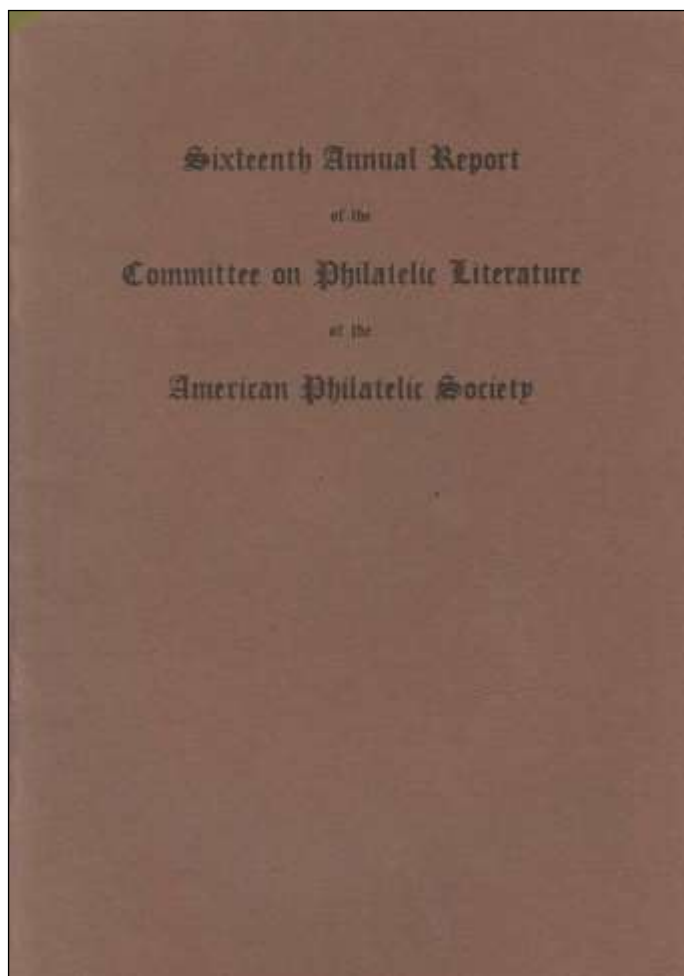 Sixteenth Annual Report
of the
Committee on Philatelic Literature
of the
American Philatelic Society